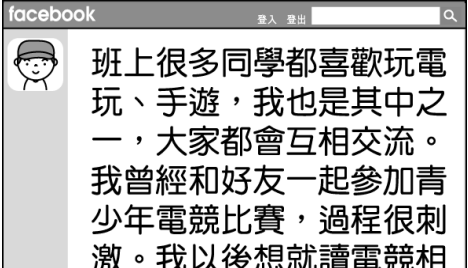 facebook
登入 登出
班上很多同學都喜歡玩電
玩、手遊，我也是其中之
一，大家都會互相交流。
我曾經和好友一起參加青
少年電競比賽，過程很刺
激。我以後想就讀電競相